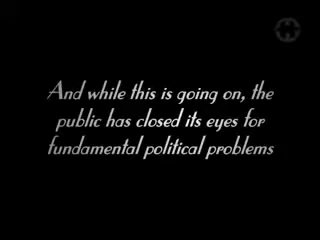 And while this is going on, the
public has closed its eyes for
fundamental political problems